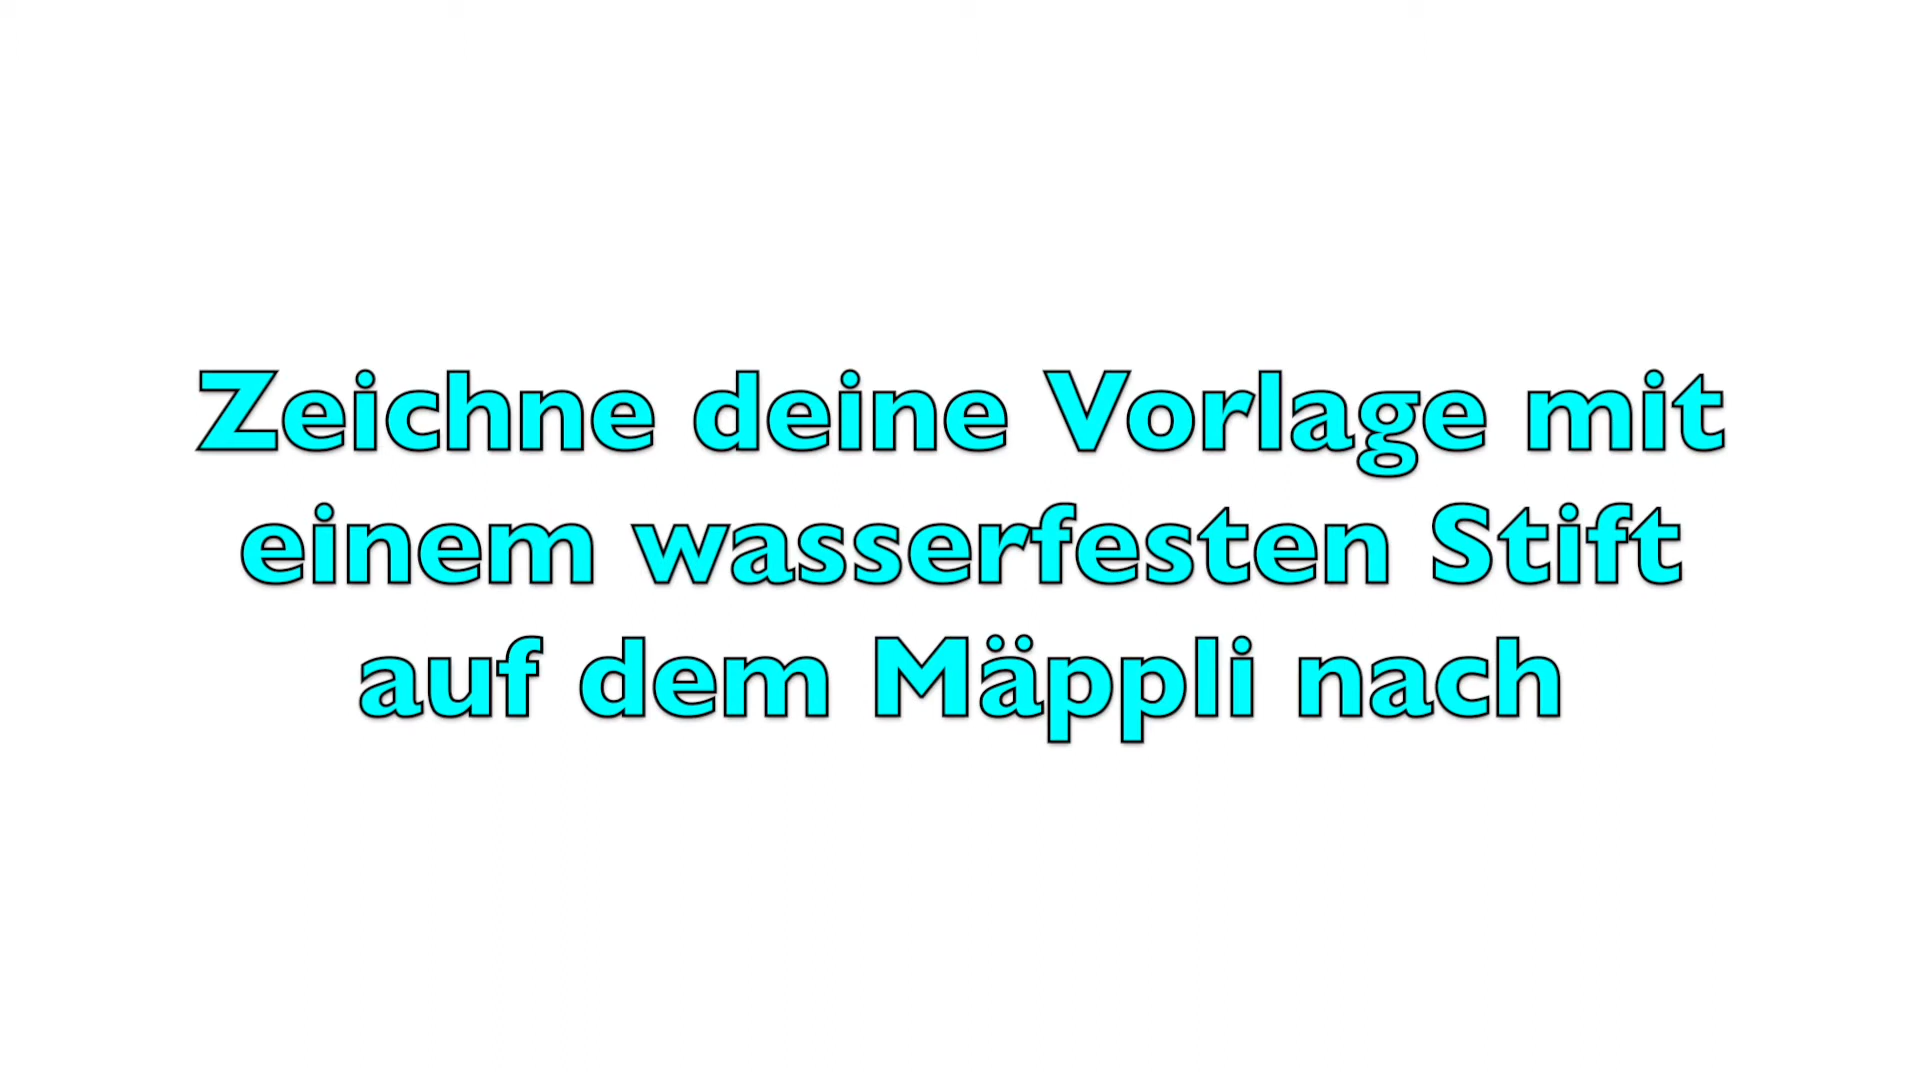 Zeichne deine Vorlage mit
einem wasserfesten Stift
auf dem Mäppli nach